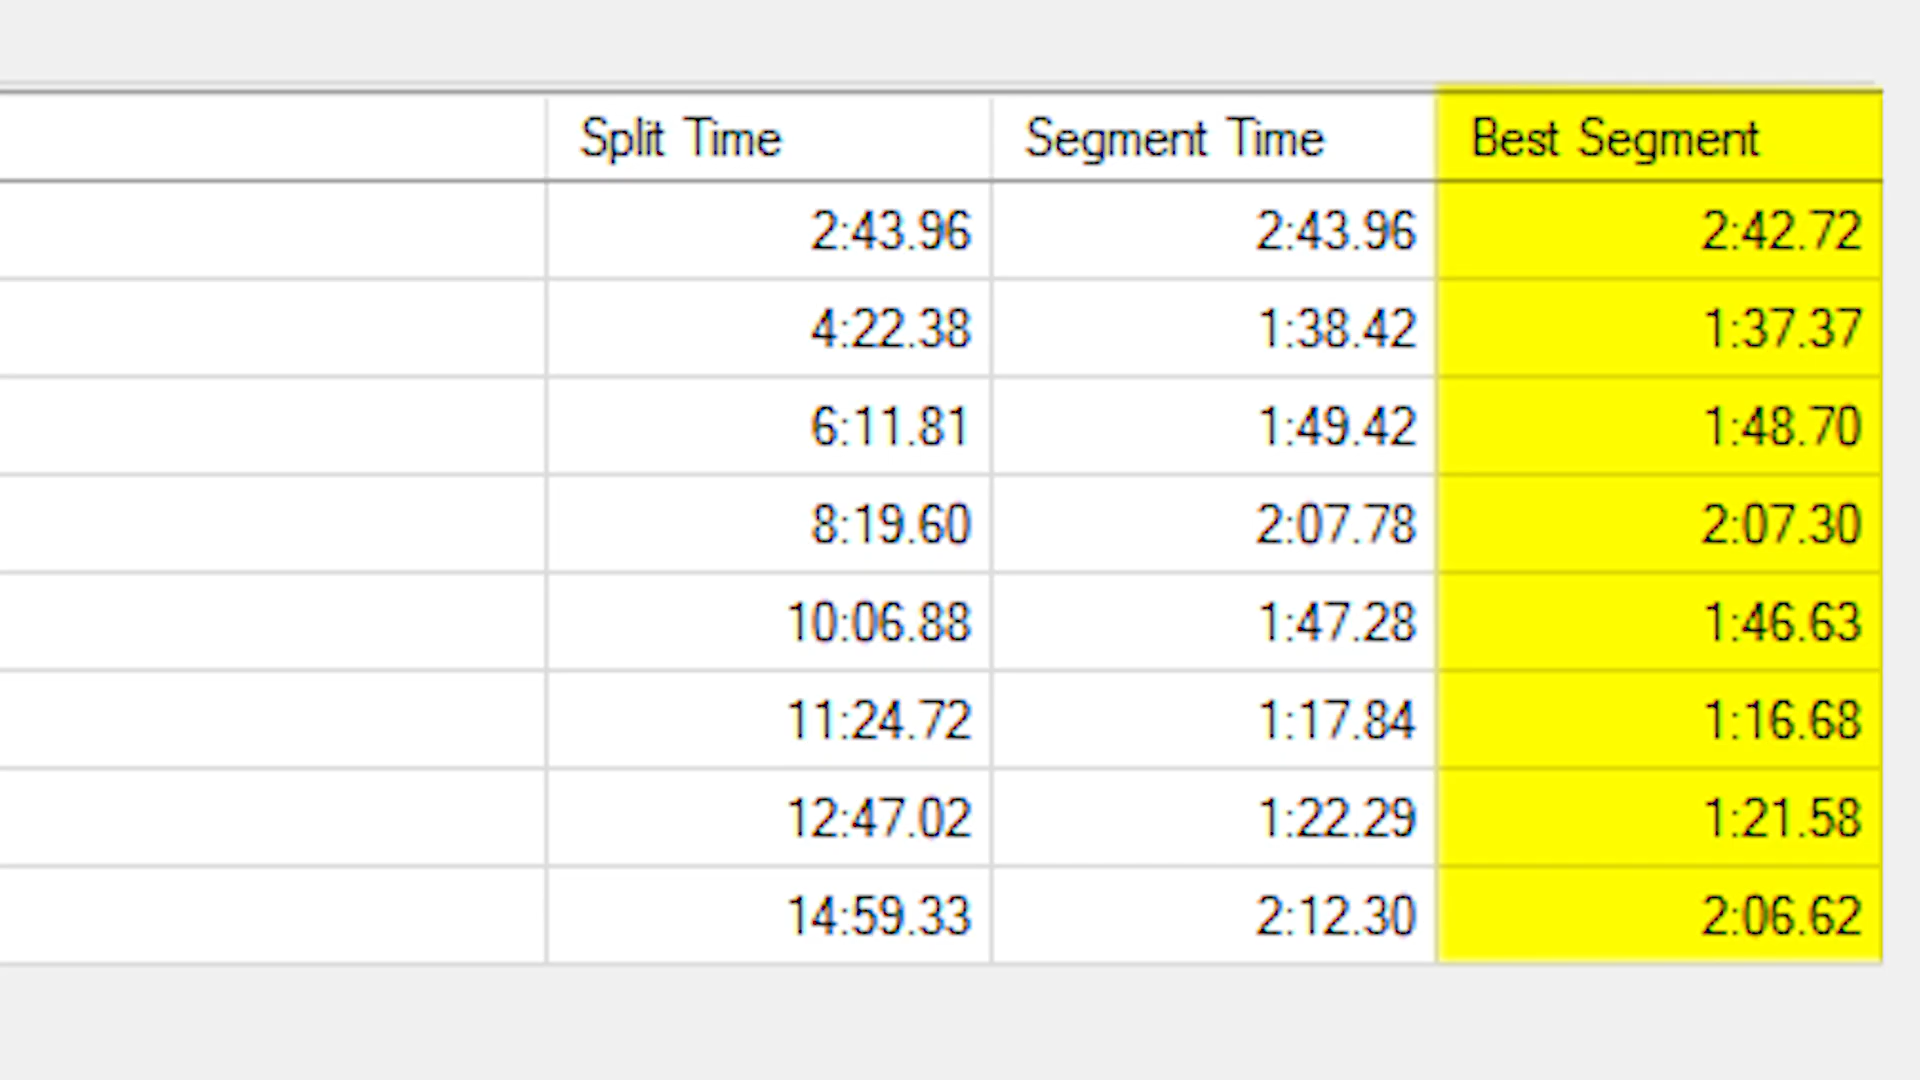 Split Time Segment Time Best Segment
2:43.96 2:43.96 2:42.72
4:22.38 1:38.42 1:37.37
6:11.81 1:49.42 1:48.70
8:19.60 2:07.78 2:07.30
10:06.88 1:47.28 1:46.63
11:24.72 1:17.84 1:16.68
12:47.02 1:22.29 1:21.58
14:59.33 2:12.30 2:06.62